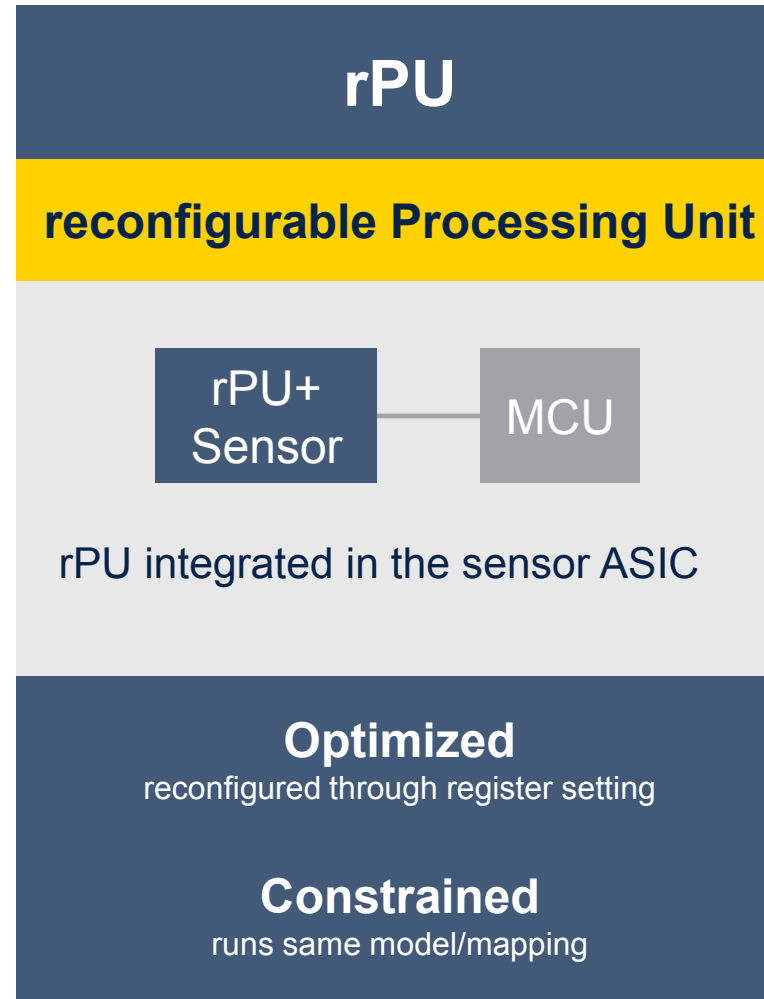 rPU
reconfigurable Processing Unit
rPU+
Sensor
MCU
rPU integrated in the sensor ASIC
Optimized
reconfigured through register setting
Constrained
runs same model/mapping